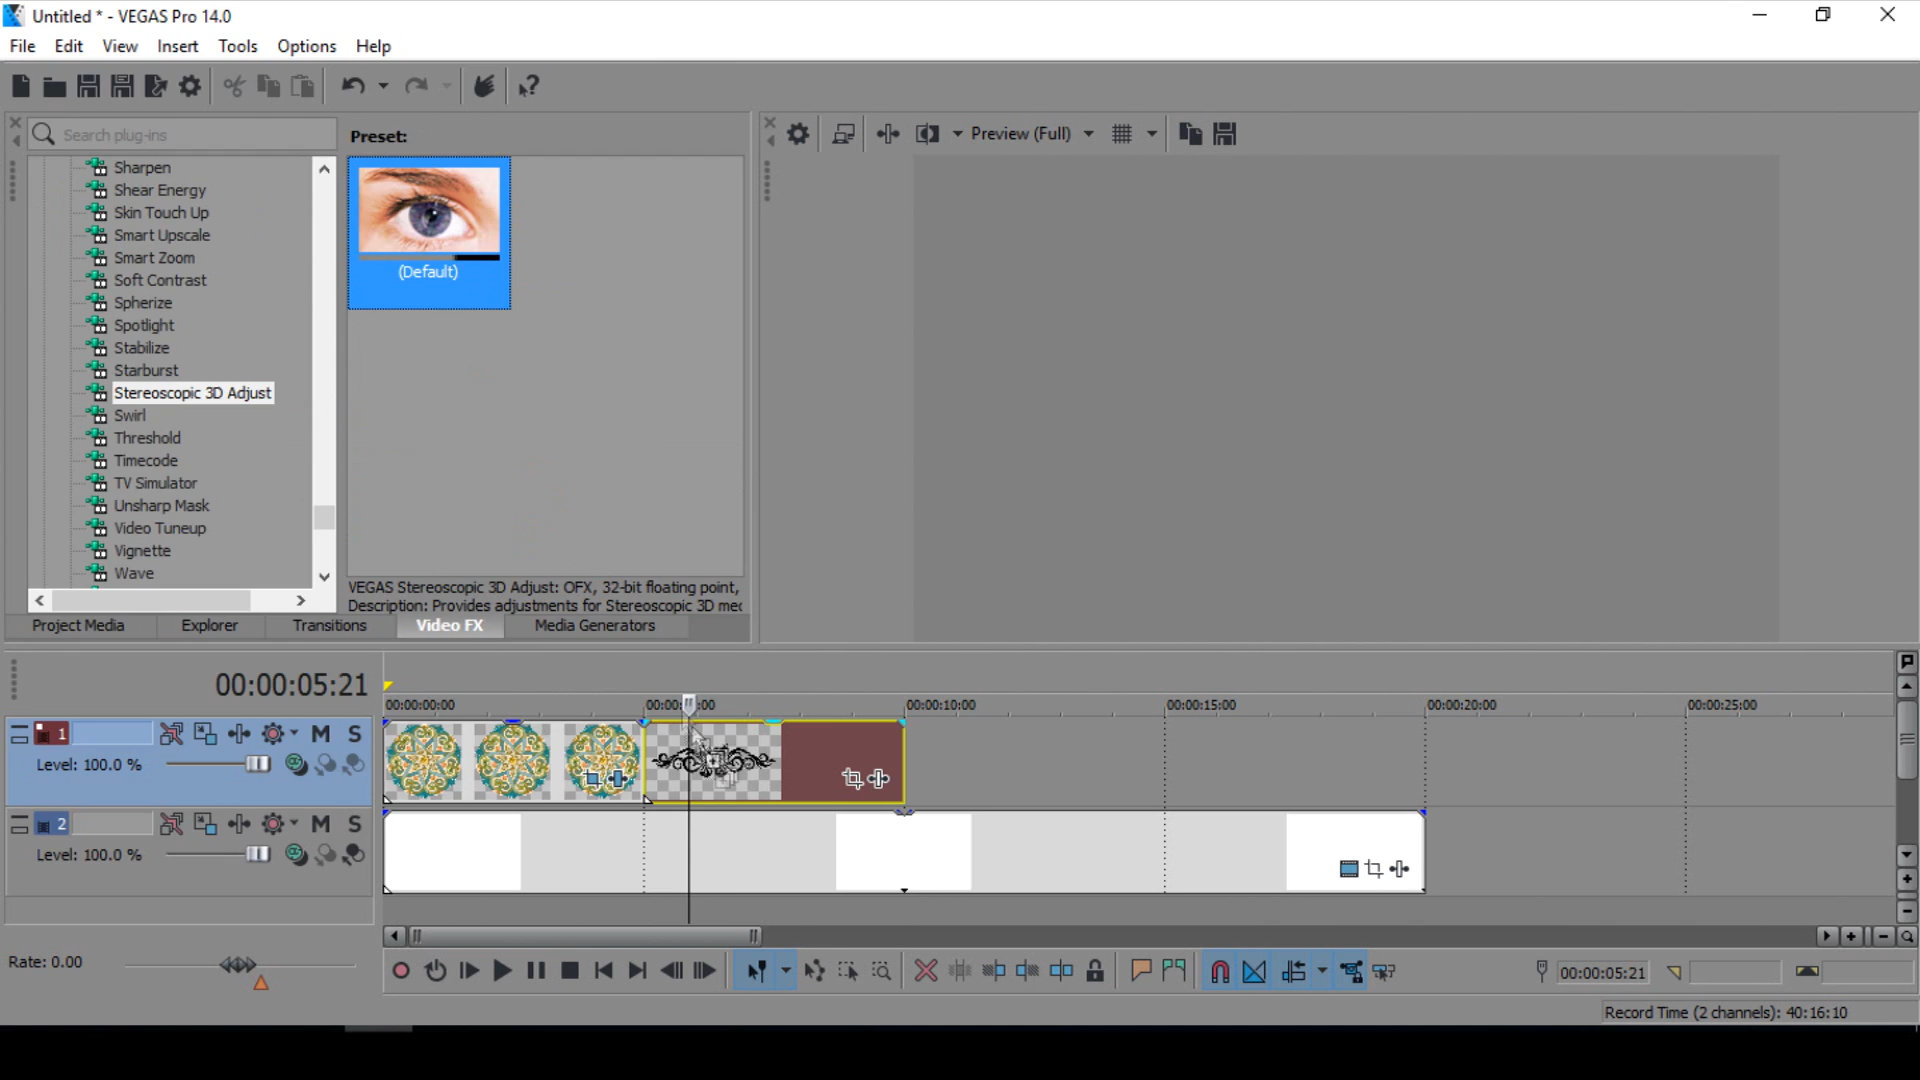 Untitled * - VEGAS Pro 14.0
File Edit View Insert Tools Options Help
Search plug-ins
Preset:
Preview (Full)
Sharpen
Shear Energy
Skin Touch Up
Smart Upscale
Smart Zoom
Soft Contrast
Spherize
Spotlight
Stabilize
Starburst
Stereoscopic 3D Adjust
Swirl
Threshold
Timecode
TV Simulator
Unsharp Mask
Video Tuneup
Vignette
Wave
(Default)
VEGAS Stereoscopic 3D Adjust: OFX, 32-bit floating point,
Description: Provides adjustments for Stereoscopic 3D mec
Project Media Explorer Transitions Video FX Media Generators
00:00:05:21
00:00:00:00 00:00:10:00 00:00:15:00 00:00:20:00 00:00:25:00
1 M S
Level: 100.0 %
2 M S
Level: 100.0 %
Rate: 0.00
00:00:05:21
Record Time (2 channels): 40:16:10